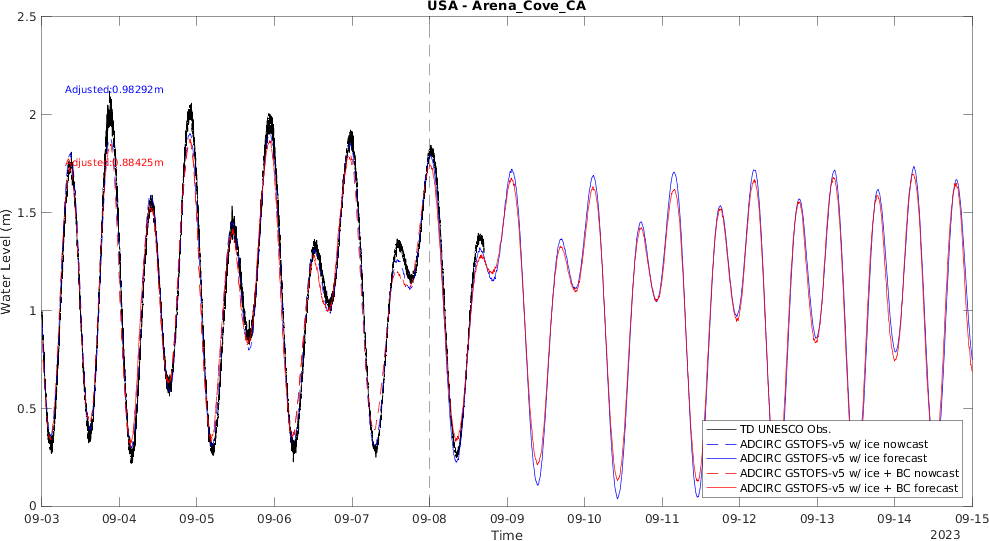 USA - Arena_Cove_CA
2.5
2
1.5
1
0.5
0
Water Level (m)
Adjusted:0.98292m
Adjusted:0.88425m
TD UNESCO Obs.
ADCIRC GSTOFS-v5 w/ ice nowcast
ADCIRC GSTOFS-v5 w/ ice forecast
ADCIRC GSTOFS-v5 w/ ice + BC nowcast
ADCIRC GSTOFS-v5 w/ ice + BC forecast
09-03 09-04 09-05 09-06 09-07 09-08 09-09 09-10 09-11 09-12 09-13 09-14 09-15
Time
2023